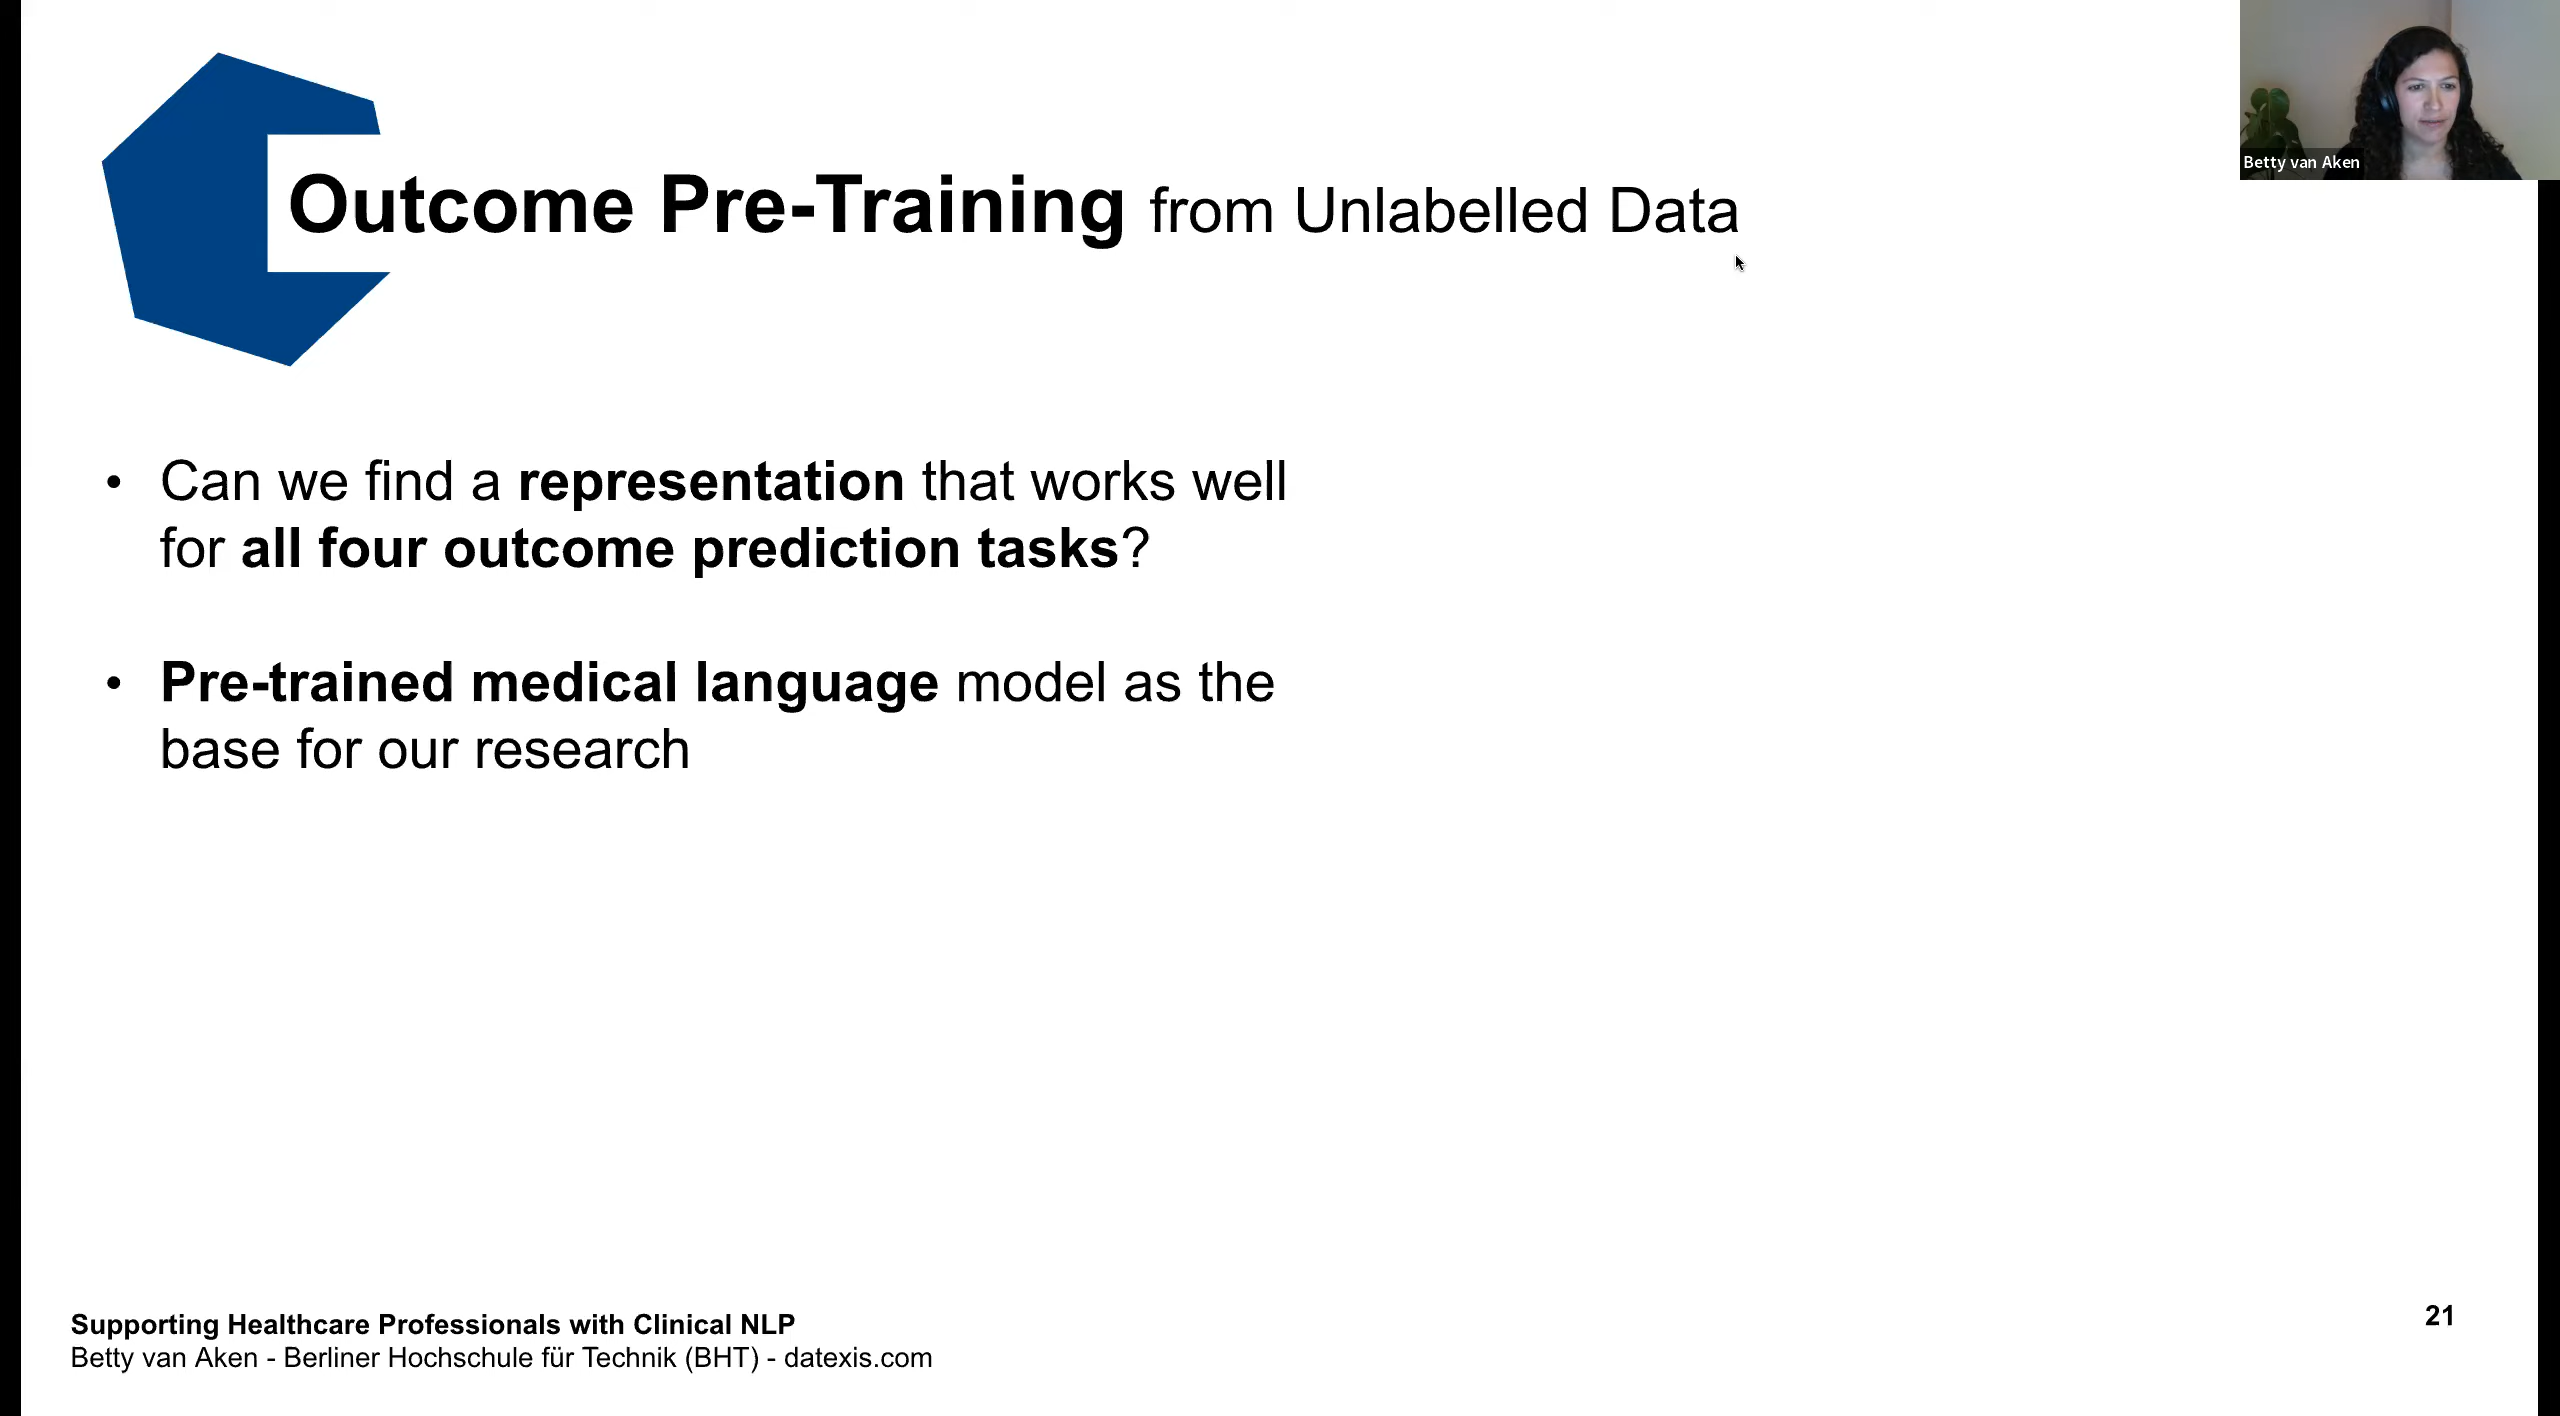 Betty van Aken
Outcome Pre-Training from Unlabelled Data
• Can we find a representation that works well
for all four outcome prediction tasks?
• Pre-trained medical language model as the
base for our research
Supporting Healthcare Professionals with Clinical NLP
Betty van Aken - Berliner Hochschule für Technik (BHT) - datexis.com
21